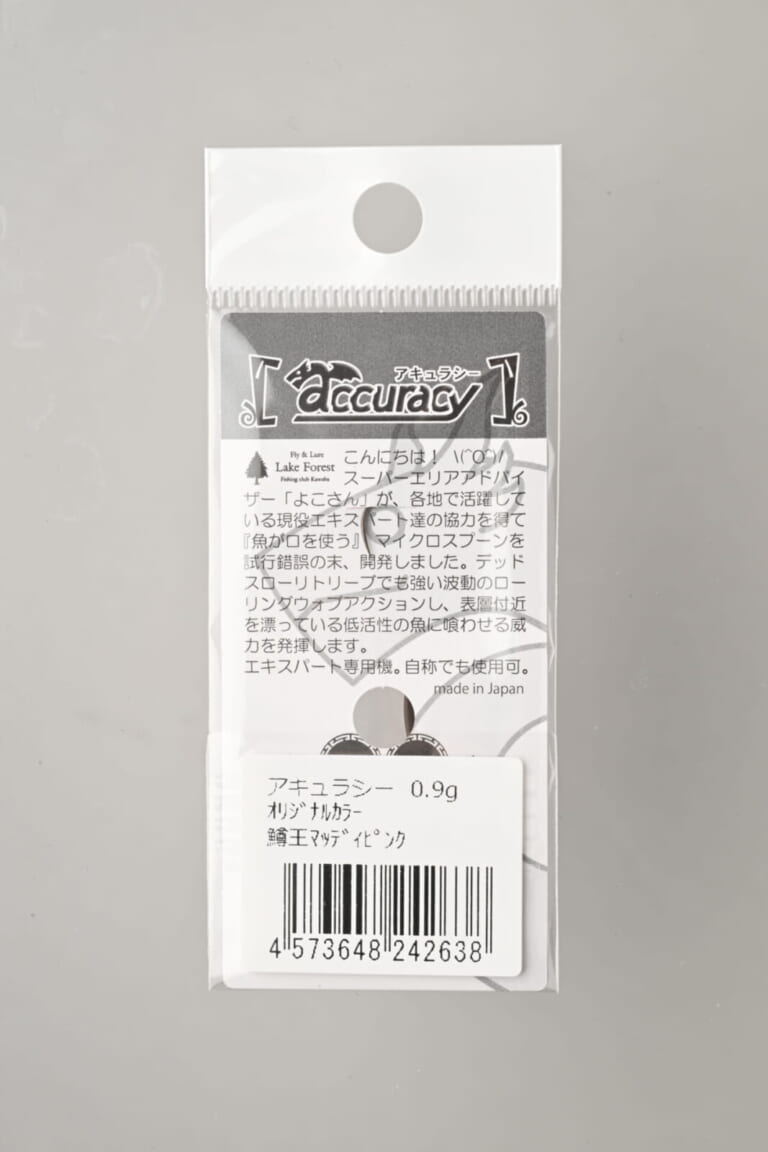 アキュラシー
accuracy
Fly & Lure
Lake Forest
Fishing club Kawaba
こんにちは！ \(^O^)/
スーパーエリアアドバイ
ザー「よこさん」が、各地で活躍して
いる現役エキスパート達の協力を得て
『魚が口を使う』マイクロスプーンを
試行錯誤の末、開発しました。デッド
スローリトリーブでも強い波動のロー
リングウォブアクションし、表層付近
を漂っている低活性の魚に喰わせる威
力を発揮します。
エキスパート専用機。自称でも使用可。
made in Japan
アキュラシー 0.9g
ｵﾘｼﾞﾅﾙｶﾗｰ
鱒王ﾏｯﾃﾞｨﾋﾟﾝｸ
4 573648 242638